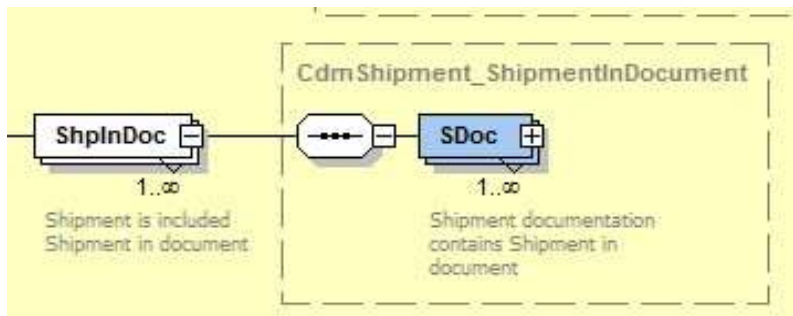 CdmShipment_ShipmentInDocument
ShpInDoc
SDoc
1..∞
1..∞
Shipment is included
Shipment in document
Shipment documentation
contains Shipment in
document